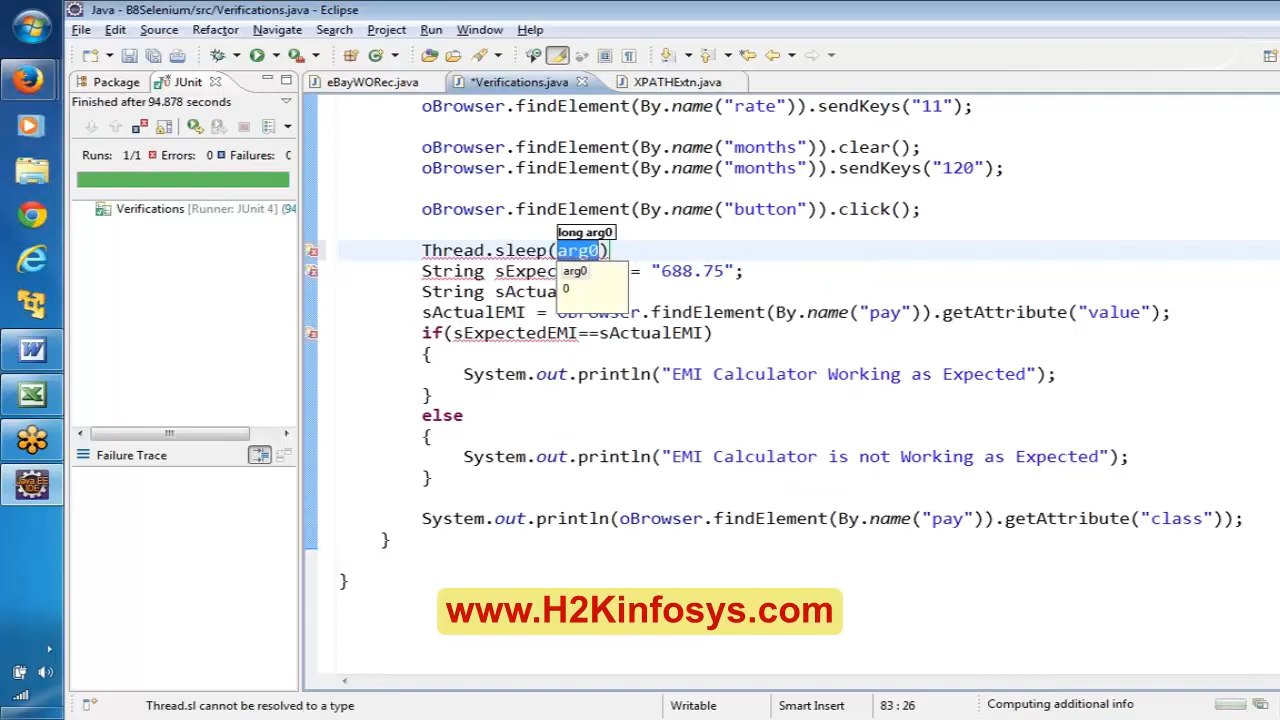 Java - B8Selenium/src/Verifications.java - Eclipse
File Edit Source Refactor Navigate Search Project Run Window Help
Package JUnit eBayWORec.java *Verifications.java XPATHExtn.java
Finished after 94.878 seconds
Runs: 1/1 Errors: 0 Failures: 0
Verifications [Runner: JUnit 4] (94
Failure Trace
oBrowser.findElement(By.name("rate")).sendKeys("11");
oBrowser.findElement(By.name("months")).clear();
oBrowser.findElement(By.name("months")).sendKeys("120");
oBrowser.findElement(By.name("button")).click();
long arg0
Thread.sleep(arg0)
arg0
0
String sExpec = "688.75";
String sActua
sActualEMI = oBrowser.findElement(By.name("pay")).getAttribute("value");
if(sExpectedEMI==sActualEMI)
{
System.out.println("EMI Calculator Working as Expected");
}
else
{
System.out.println("EMI Calculator is not Working as Expected");
}
System.out.println(oBrowser.findElement(By.name("pay")).getAttribute("class"));
}
}
www.H2Kinfosys.com
Thread.sl cannot be resolved to a type Writable Smart Insert 83 : 26 Computing additional info